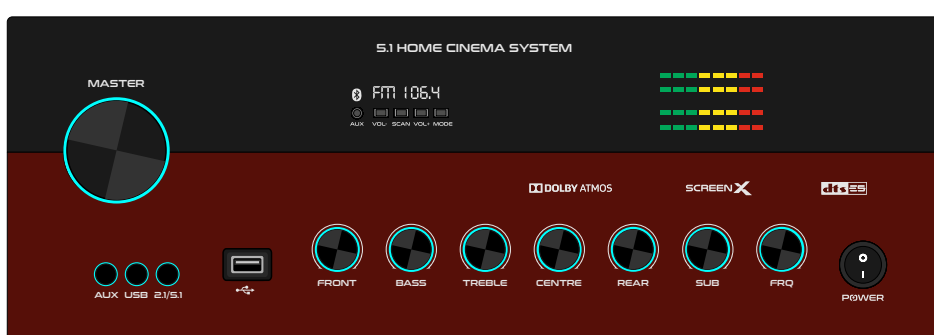 5.1 HOME CINEMA SYSTEM
MASTER
FM 106.4
AUX VOL- SCAN VOL+ MODE
DOLBY ATMOS SCREEN X dts ES
FRONT BASS TREBLE CENTRE REAR SUB FRQ
AUX USB 2.1/5.1
POWER